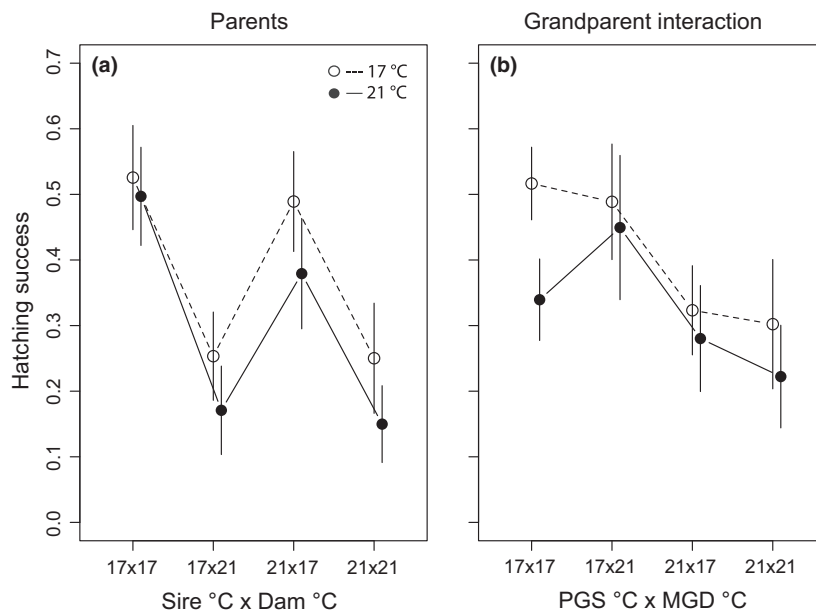 Parents
Grandparent interaction
(a)
17 °C
21 °C
(b)
Hatching success
0.7
0.6
0.5
0.4
0.3
0.2
0.1
0.0
17x17 17x21 21x17 21x21
Sire °C x Dam °C
17x17 17x21 21x17 21x21
PGS °C x MGD °C